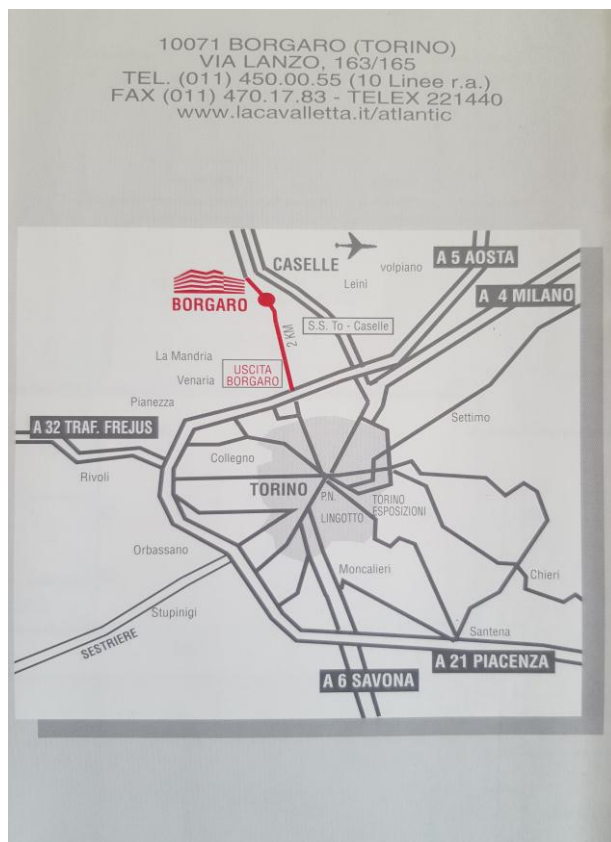 10071 BORGARO (TORINO)
VIA LANZO, 163/165
TEL. (011) 450.00.55 (10 Linee r.a.)
FAX (011) 470.17.83 - TELEX 221440
www.lacavalletta.it/atlantic
CASELLE
volpiano
A 5 AOSTA
Leinì
A 4 MILANO
BORGARO
S.S. To - Caselle
2 KM
La Mandria
USCITA
BORGARO
Venaria
Pianezza
A 32 TRAF. FREJUS
Settimo
Collegno
Rivoli
TORINO
P.N.
TORINO
ESPOSIZIONI
LINGOTTO
Orbassano
Moncalieri
Chieri
Stupinigi
Santena
SESTRIERE
A 21 PIACENZA
A 6 SAVONA